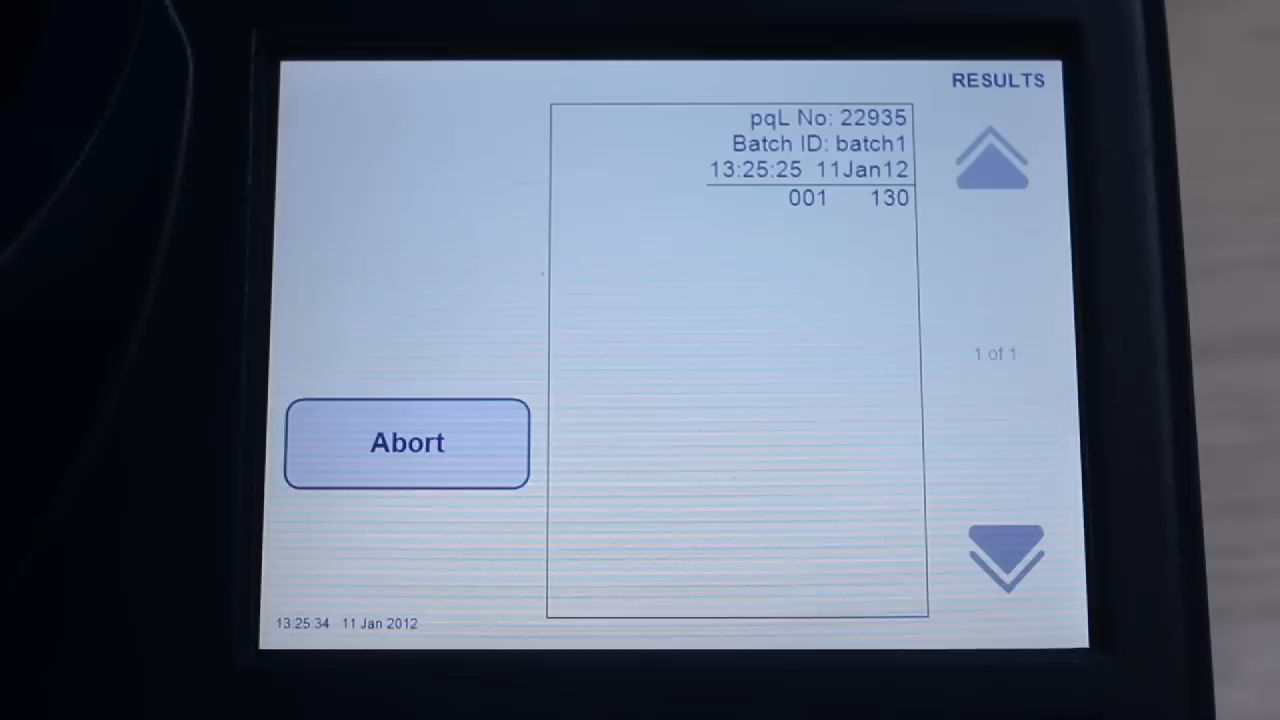 RESULTS
pqL No: 22935
Batch ID: batch1
13:25:25 11Jan12
001 130
1 of 1
Abort
13:25:34 11 Jan 2012